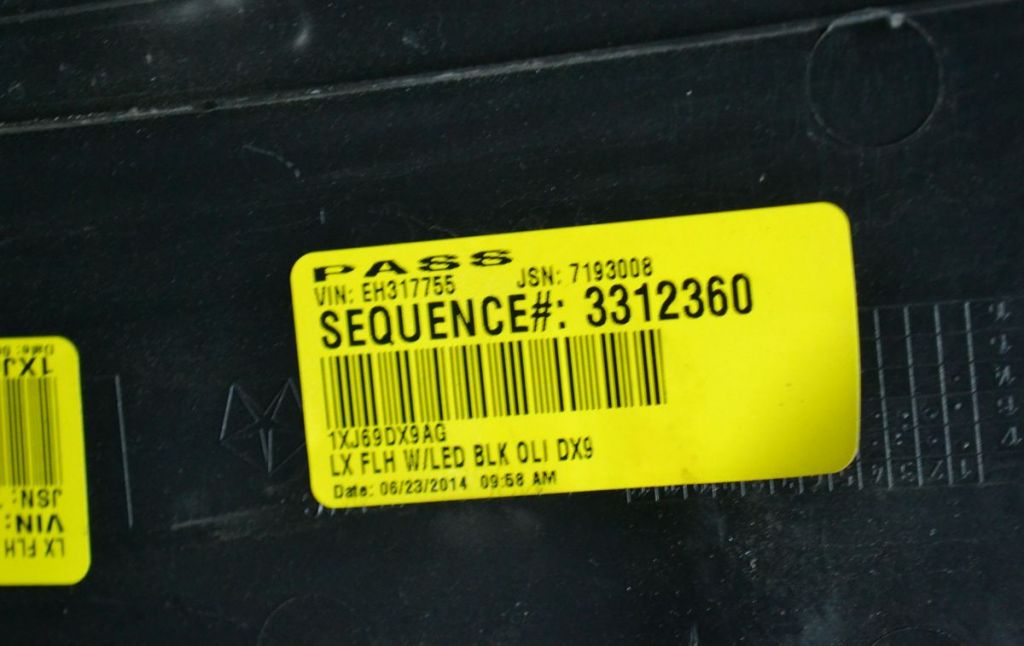 PASS
VIN: EH317755 JSN: 7193008
SEQUENCE#: 3312360
1XJ69DX9AG
LX FLH W/LED BLK OLI DX9
Date: 06/23/2014 09:58 AM
LX FLH
VIN:
JSN:
1XJ
Date: